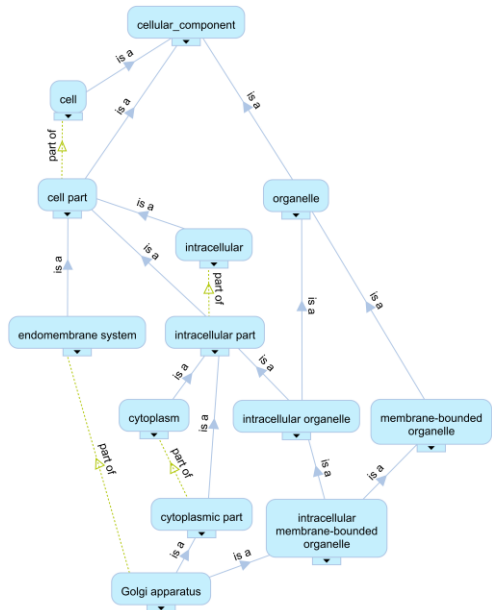 cellular_component
is a
is a
is a
cell
part of
cell part
organelle
is a
intracellular
is a
is a
part of
is a
is a
endomembrane system
intracellular part
is a
is a
is a
cytoplasm
intracellular organelle
membrane-bounded
organelle
part of
part of
is a
is a
cytoplasmic part
intracellular
membrane-bounded
organelle
is a
is a
Golgi apparatus